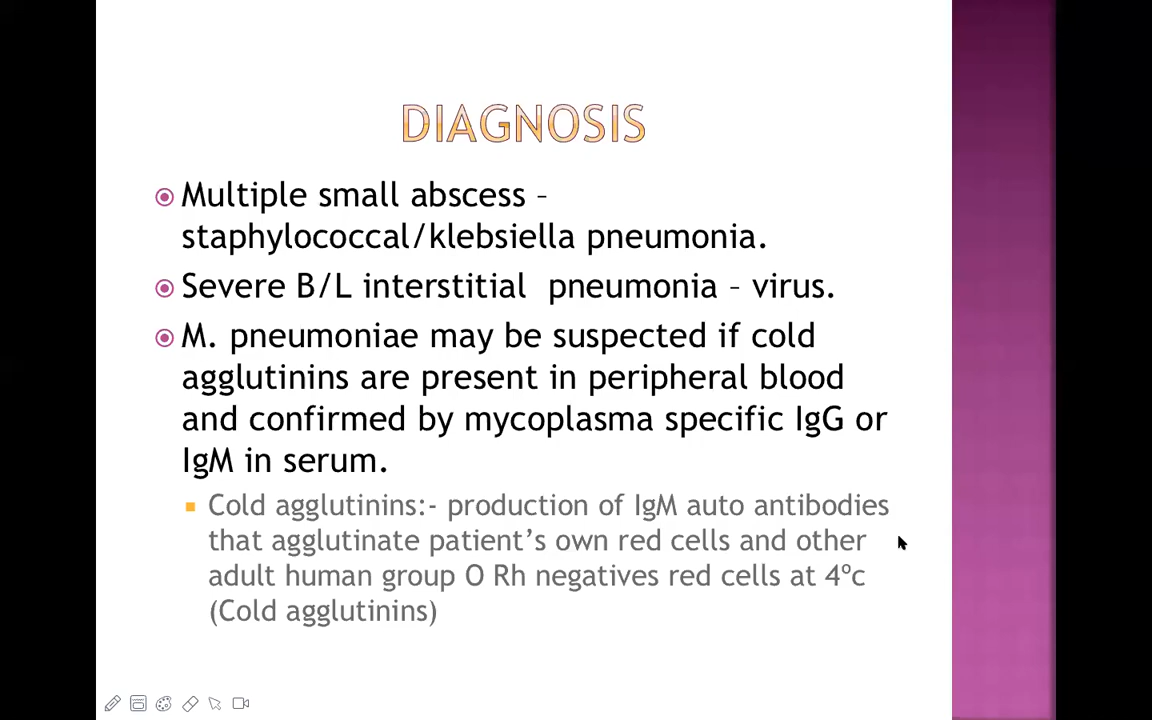 DIAGNOSIS
Multiple small abscess –
staphylococcal/klebsiella pneumonia.
Severe B/L interstitial pneumonia – virus.
M. pneumoniae may be suspected if cold
agglutinins are present in peripheral blood
and confirmed by mycoplasma specific IgG or
IgM in serum.
Cold agglutinins:- production of IgM auto antibodies
that agglutinate patient’s own red cells and other
adult human group O Rh negatives red cells at 4ºc
(Cold agglutinins)